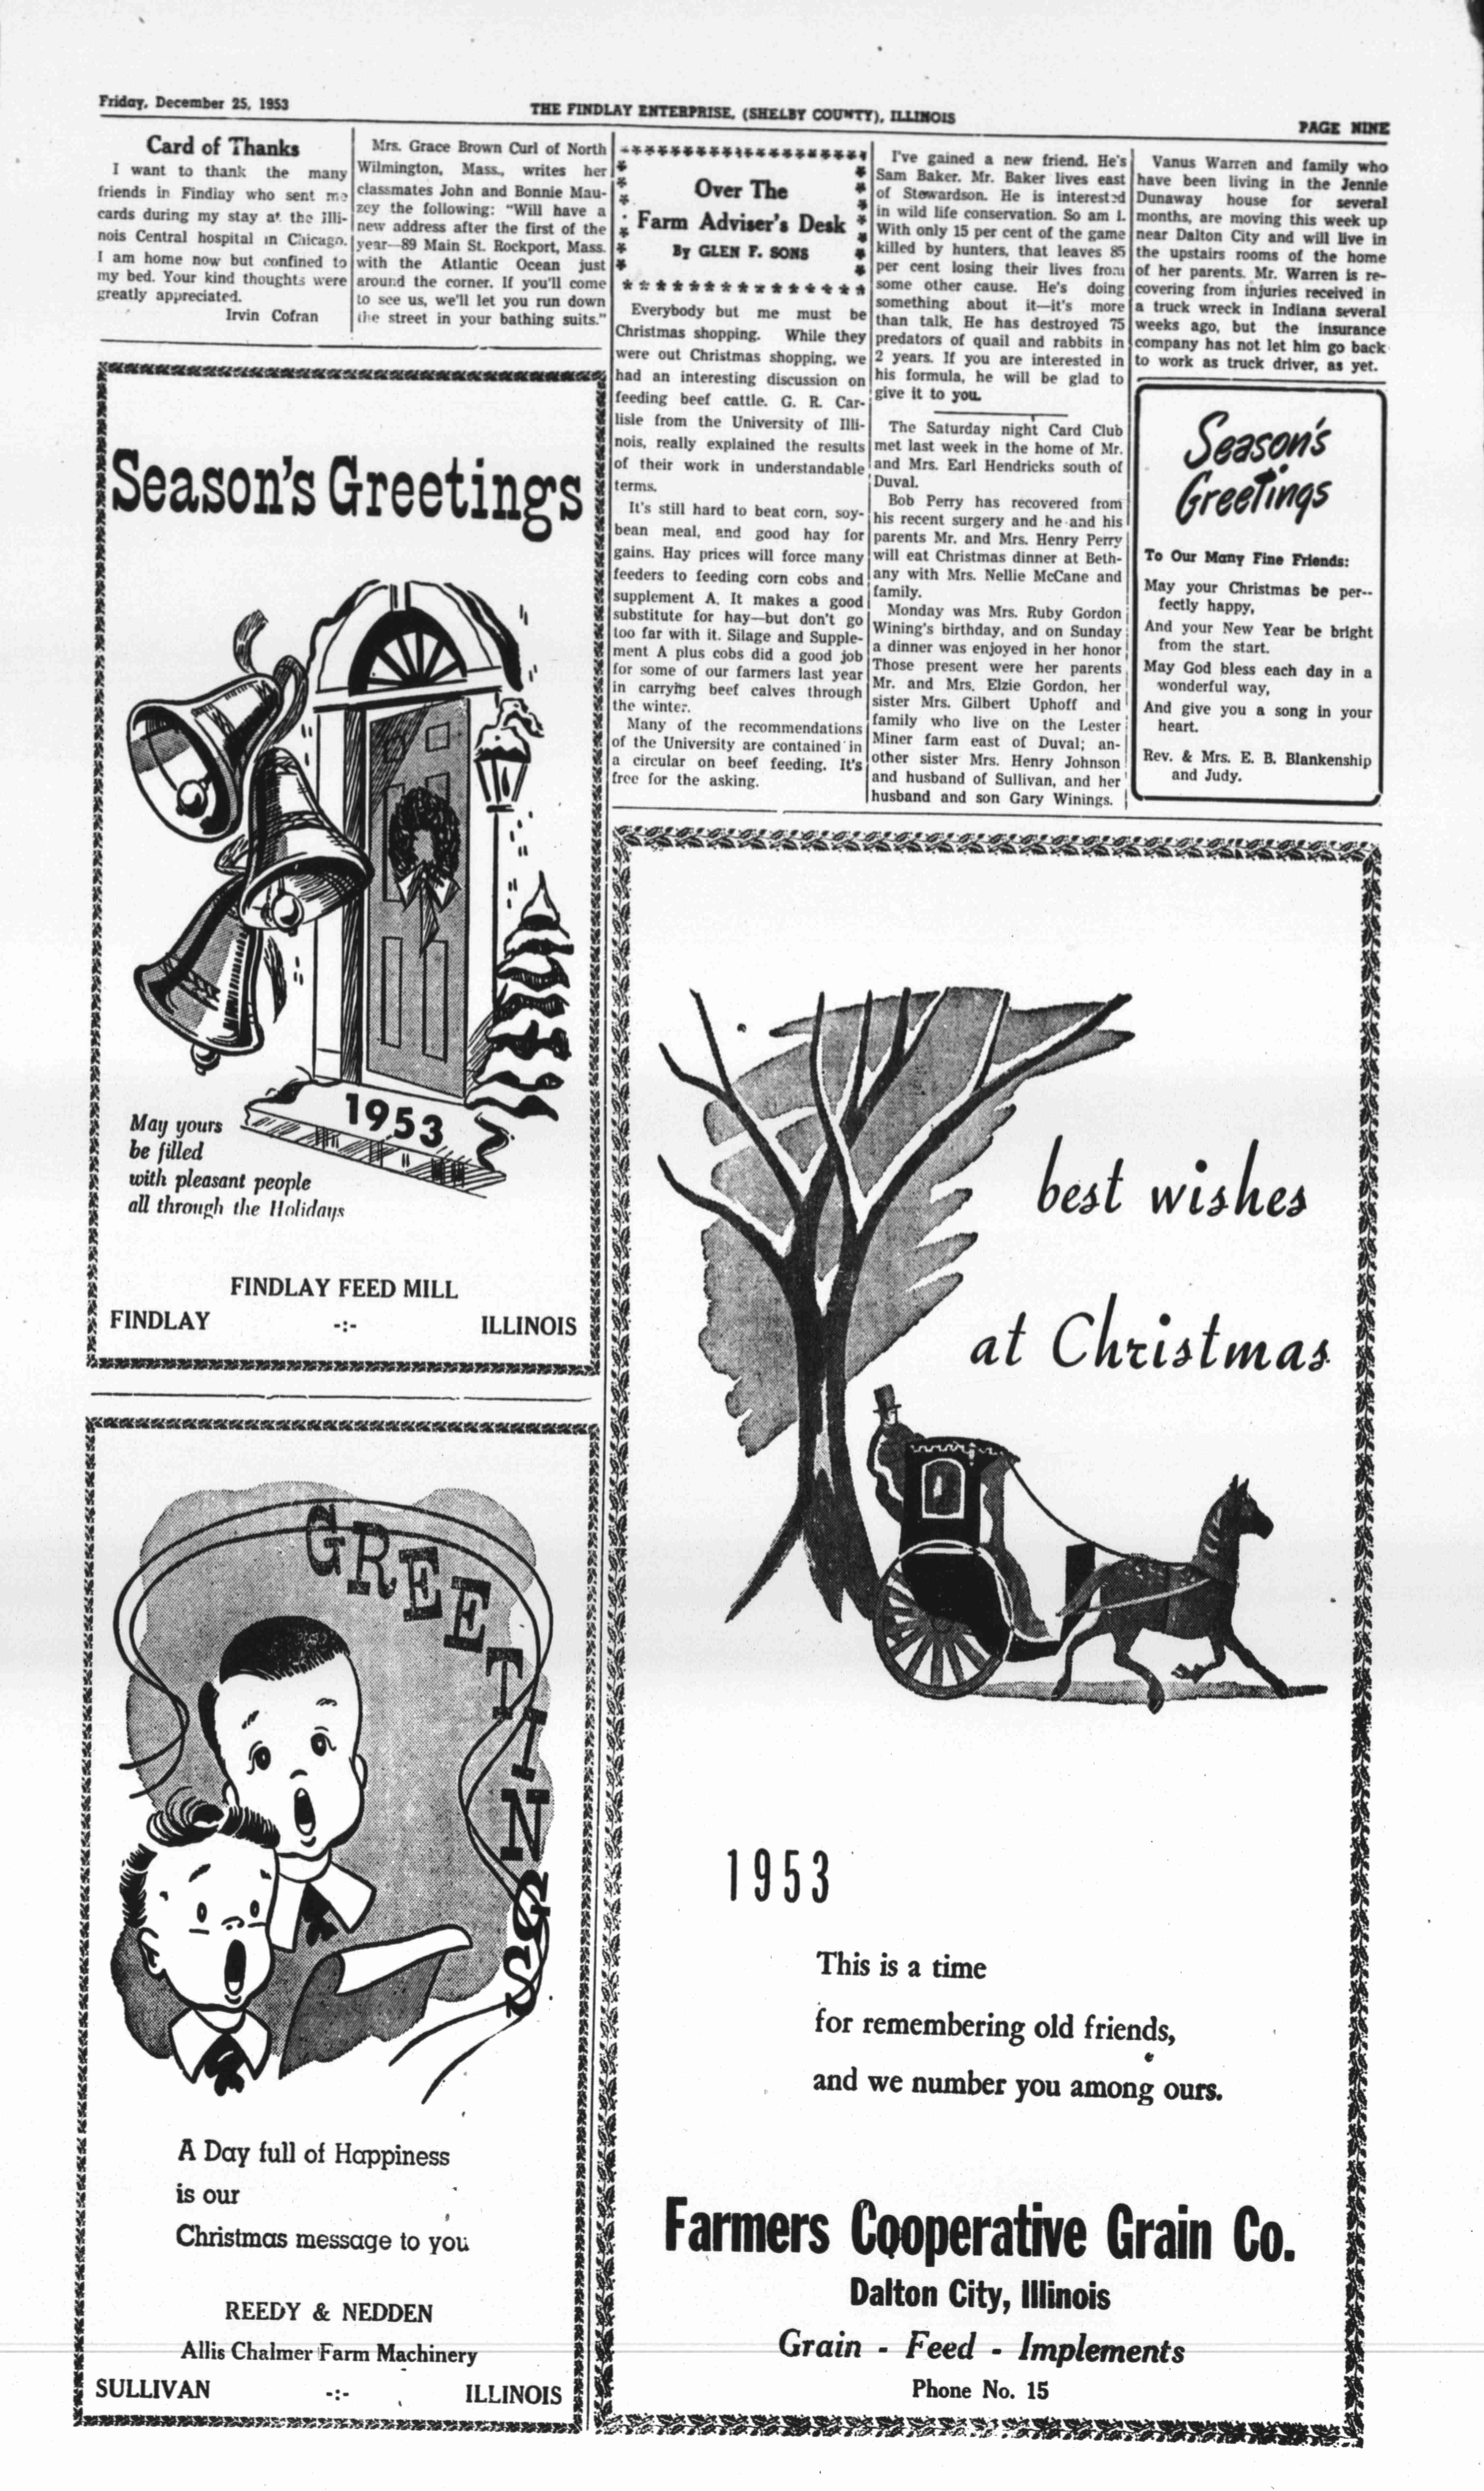 Friday, December 25, 1953
THE FINDLAY ENTERPRISE, (SHELBY COUNTY), ILLINOIS
PAGE NINE
Card of Thanks
I want to thank the many
friends in Findlay who sent me
cards during my stay at the Illi-
nois Central hospital in Chicago.
I am home now but confined to
my bed. Your kind thoughts were
greatly appreciated.
Irvin Cofran
Mrs. Grace Brown Curl of North
Wilmington, Mass., writes her
classmates John and Bonnie Mau-
zey the following: "Will have a
new address after the first of the
year—89 Main St. Rockport, Mass.
with the Atlantic Ocean just
around the corner. If you'll come
to see us, we'll let you run down
the street in your bathing suits."
Season's Greetings
1953
May yours
be filled
with pleasant people
all through the Holidays
FINDLAY FEED MILL
FINDLAY -:- ILLINOIS
GREETINGS
A Day full of Happiness
is our
Christmas message to you
REEDY & NEDDEN
Allis Chalmer Farm Machinery
SULLIVAN -:- ILLINOIS
Over The
Farm Adviser's Desk
By GLEN F. SONS
Everybody but me must be
Christmas shopping. While they
were out Christmas shopping, we
had an interesting discussion on
feeding beef cattle. G. R. Car-
lisle from the University of Illi-
nois, really explained the results
of their work in understandable
terms.
It's still hard to beat corn, soy-
bean meal, and good hay for
gains. Hay prices will force many
feeders to feeding corn cobs and
supplement A. It makes a good
substitute for hay—but don't go
too far with it. Silage and Supple-
ment A plus cobs did a good job
for some of our farmers last year
in carrying beef calves through
the winter.
Many of the recommendations
of the University are contained in
a circular on beef feeding. It's
free for the asking.
I've gained a new friend. He's
Sam Baker. Mr. Baker lives east
of Stewardson. He is interested
in wild life conservation. So am I.
With only 15 per cent of the game
killed by hunters, that leaves 85
per cent losing their lives from
some other cause. He's doing
something about it—it's more
than talk. He has destroyed 75
predators of quail and rabbits in
2 years. If you are interested in
his formula, he will be glad to
give it to you.
The Saturday night Card Club
met last week in the home of Mr.
and Mrs. Earl Hendricks south of
Duval.
Bob Perry has recovered from
his recent surgery and he and his
parents Mr. and Mrs. Henry Perry
will eat Christmas dinner at Beth-
any with Mrs. Nellie McCane and
family.
Monday was Mrs. Ruby Gordon
Wining's birthday, and on Sunday
a dinner was enjoyed in her honor
Those present were her parents
Mr. and Mrs. Elzie Gordon, her
sister Mrs. Gilbert Uphoff and
family who live on the Lester
Miner farm east of Duval; an-
other sister Mrs. Henry Johnson
and husband of Sullivan, and her
husband and son Gary Winings.
Vanus Warren and family who
have been living in the Jennie
Dunaway house for several
months, are moving this week up
near Dalton City and will live in
the upstairs rooms of the home
of her parents. Mr. Warren is re-
covering from injuries received in
a truck wreck in Indiana several
weeks ago, but the insurance
company has not let him go back
to work as truck driver, as yet.
Season's
Greetings
To Our Many Fine Friends:
May your Christmas be per--
fectly happy,
And your New Year be bright
from the start.
May God bless each day in a
wonderful way,
And give you a song in your
heart.
Rev. & Mrs. E. B. Blankenship
and Judy.
best wishes
at Christmas
1953
This is a time
for remembering old friends,
and we number you among ours.
Farmers Cooperative Grain Co.
Dalton City, Illinois
Grain - Feed - Implements
Phone No. 15